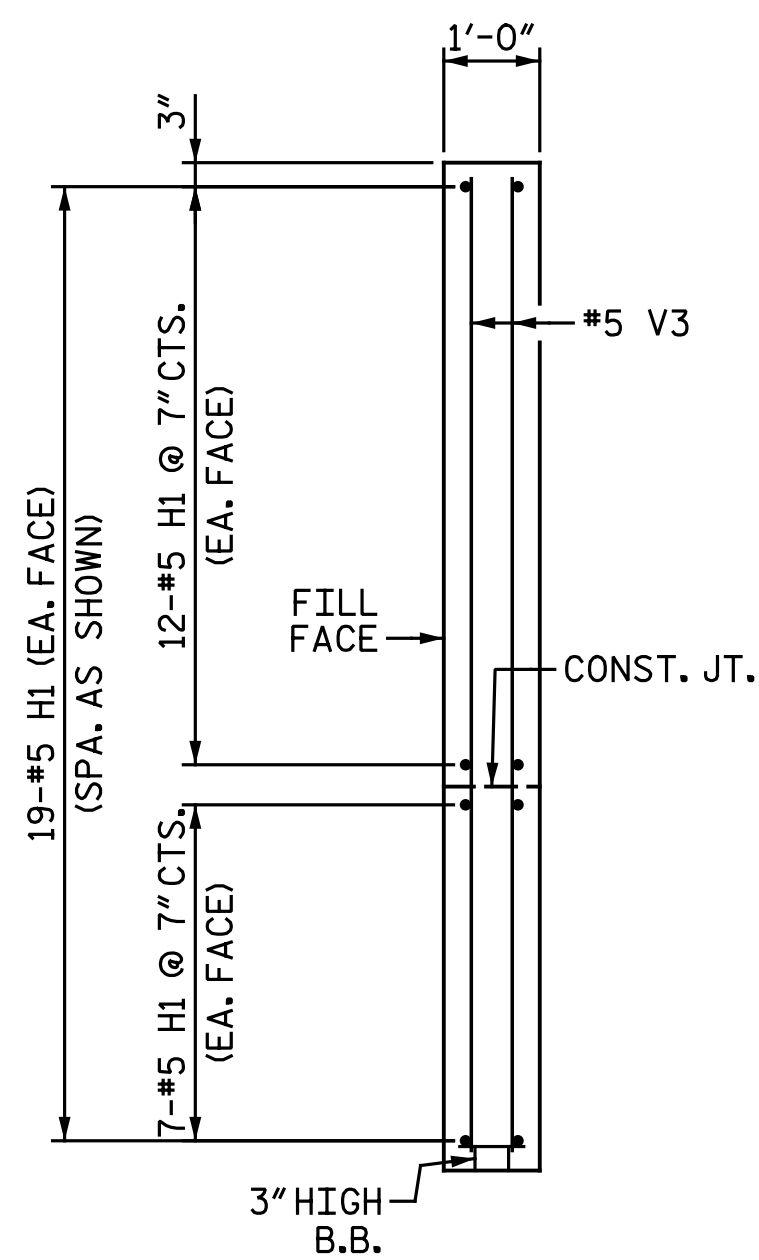 1'-0"
3"
12-#5 H1 @ 7" CTS.
(EA. FACE)
#5 V3
19-#5 H1 (EA. FACE)
(SPA. AS SHOWN)
FILL
FACE
CONST. JT.
7-#5 H1 @ 7" CTS.
(EA. FACE)
3" HIGH
B.B.